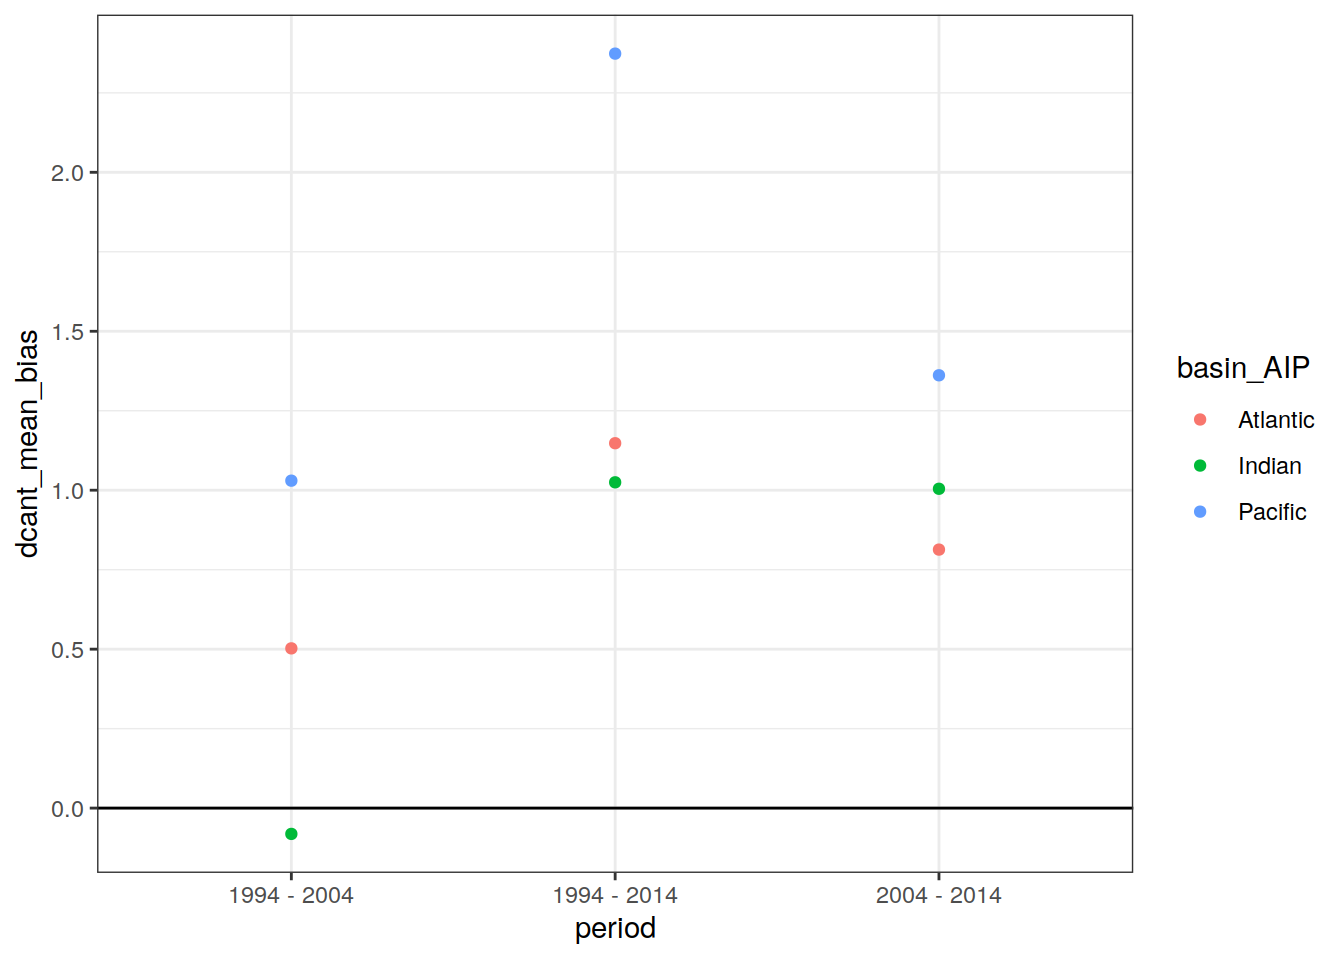 2.0
1.5
1.0
0.5
0.0
dcant_mean_bias
1994 - 2004
1994 - 2014
2004 - 2014
period
basin_AIP
Atlantic
Indian
Pacific